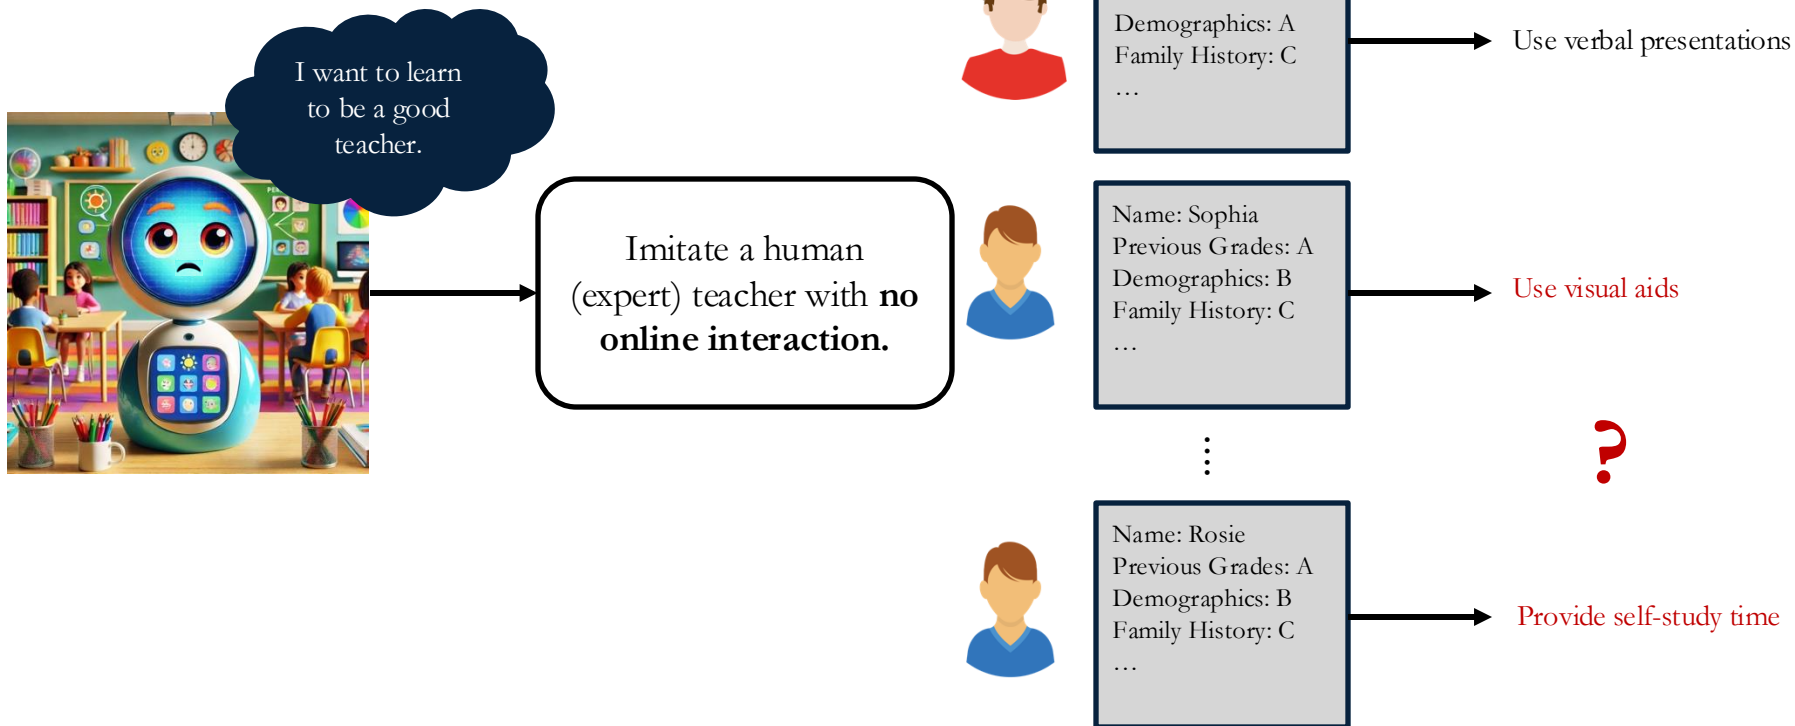 I want to learn
to be a good
teacher.
Imitate a human
(expert) teacher with no
online interaction.
Demographics: A
Family History: C
…
Use verbal presentations
Name: Sophia
Previous Grades: A
Demographics: B
Family History: C
…
Use visual aids
?
Name: Rosie
Previous Grades: A
Demographics: B
Family History: C
…
Provide self-study time